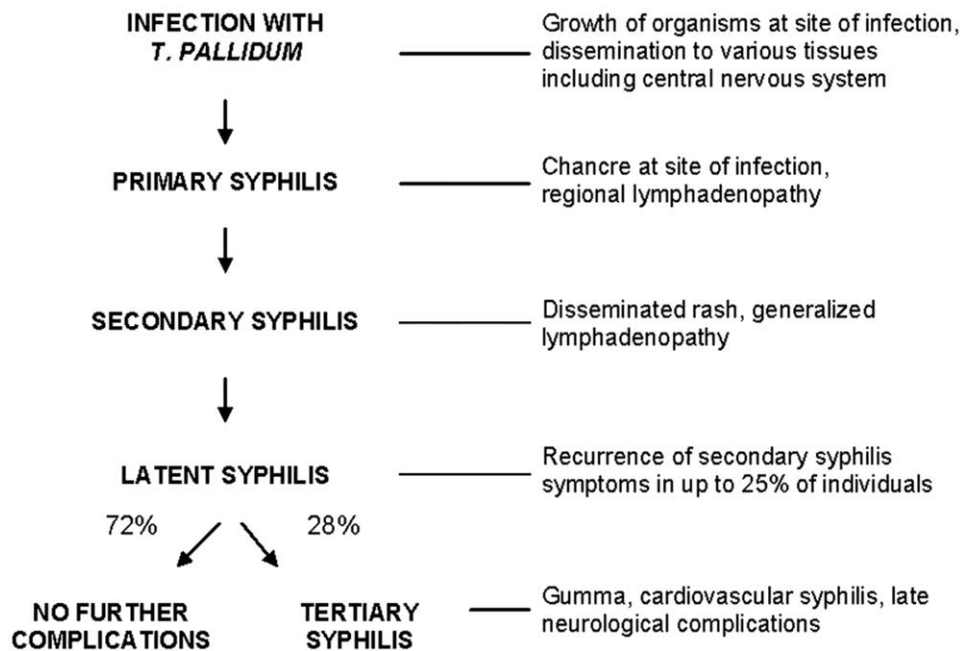 INFECTION WITH
T. PALLIDUM
Growth of organisms at site of infection,
dissemination to various tissues
including central nervous system
PRIMARY SYPHILIS
Chancre at site of infection,
regional lymphadenopathy
SECONDARY SYPHILIS
Disseminated rash, generalized
lymphadenopathy
LATENT SYPHILIS
Recurrence of secondary syphilis
symptoms in up to 25% of individuals
72%
28%
NO FURTHER
COMPLICATIONS
TERTIARY
SYPHILIS
Gumma, cardiovascular syphilis, late
neurological complications